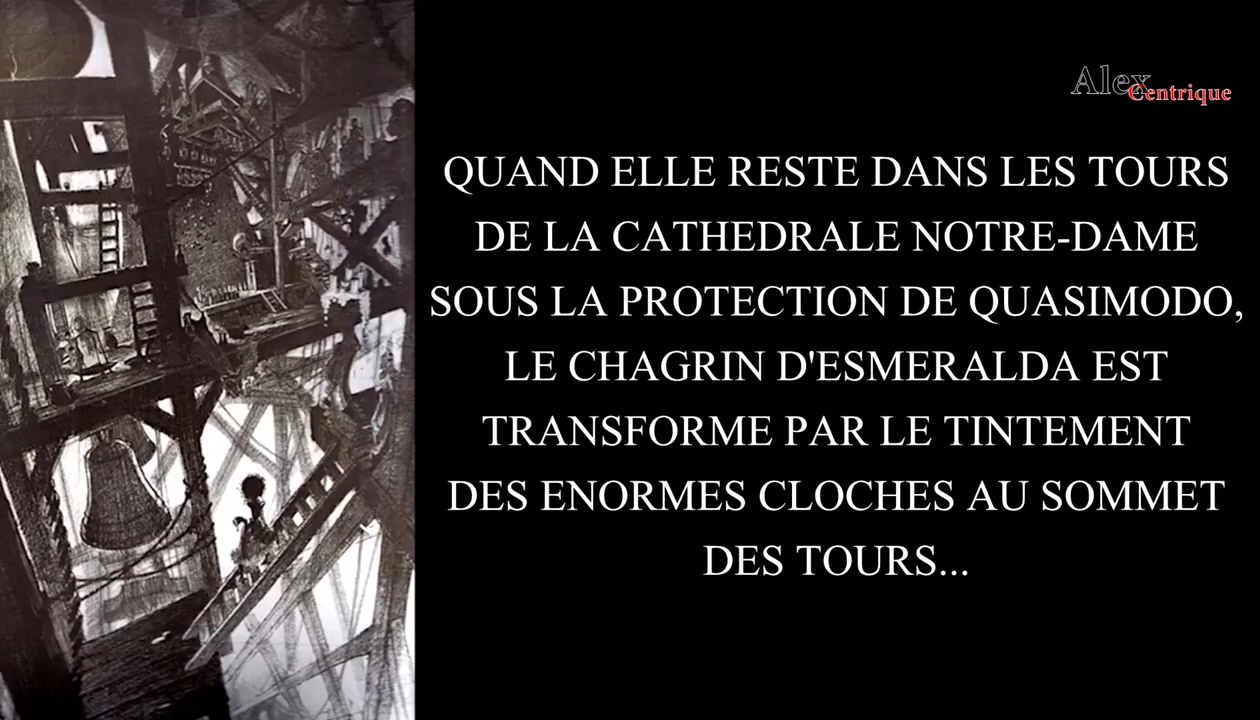 Alex
Centrique
QUAND ELLE RESTE DANS LES TOURS
DE LA CATHEDRALE NOTRE-DAME
SOUS LA PROTECTION DE QUASIMODO,
LE CHAGRIN D'ESMERALDA EST
TRANSFORME PAR LE TINTEMENT
DES ENORMES CLOCHES AU SOMMET
DES TOURS...